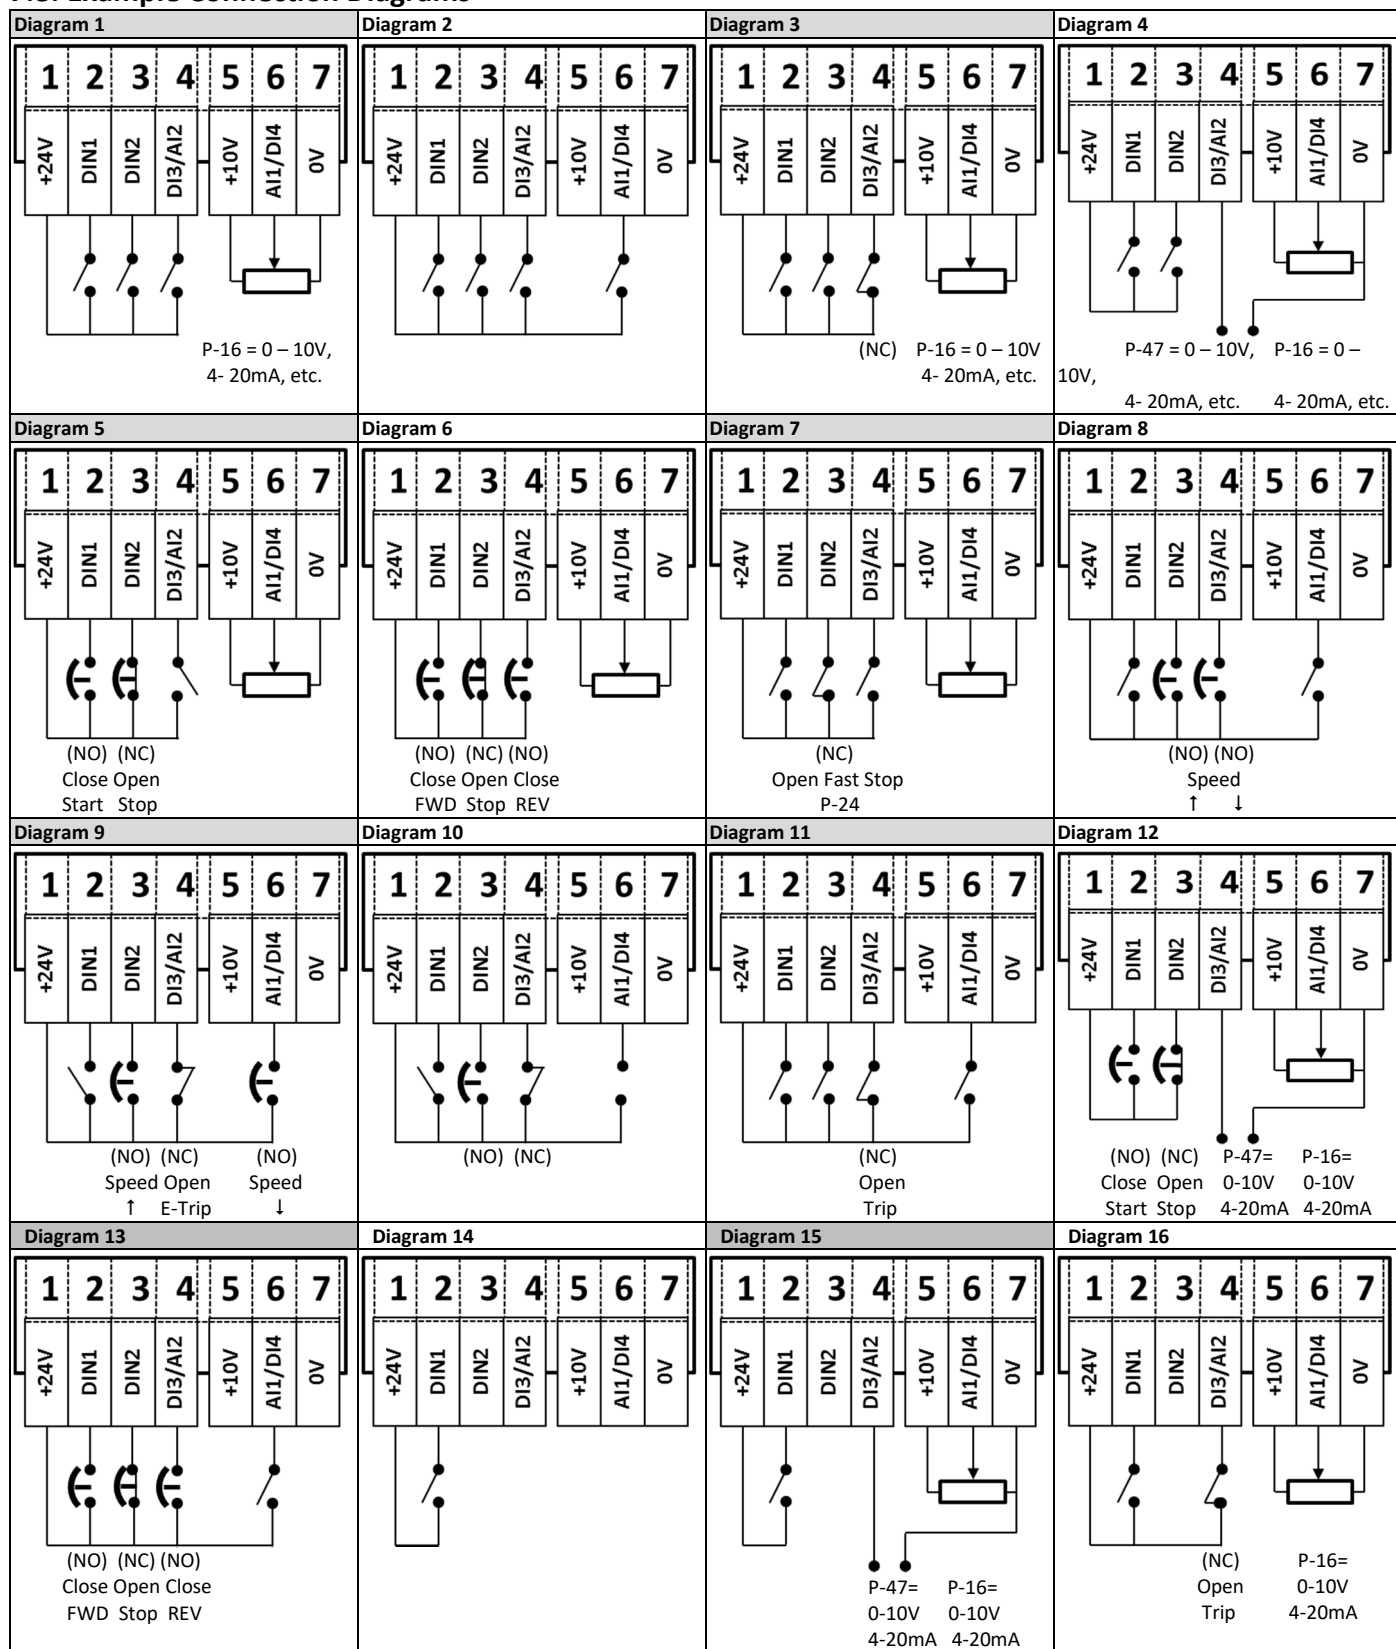 Example Connection Diagrams
Diagram 1
1 2 3 4 5 6 7
+24V DIN1 DIN2 DI3/AI2 +10V AI1/DI4 0V
P-16 = 0 – 10V,
4- 20mA, etc.
Diagram 2
1 2 3 4 5 6 7
+24V DIN1 DIN2 DI3/AI2 +10V AI1/DI4 0V
Diagram 3
1 2 3 4 5 6 7
+24V DIN1 DIN2 DI3/AI2 +10V AI1/DI4 0V
(NC) P-16 = 0 – 10V
4- 20mA, etc.
Diagram 4
1 2 3 4 5 6 7
+24V DIN1 DIN2 DI3/AI2 +10V AI1/DI4 0V
P-47 = 0 – 10V, P-16 = 0 –
10V,
4- 20mA, etc. 4- 20mA, etc.
Diagram 5
1 2 3 4 5 6 7
+24V DIN1 DIN2 DI3/AI2 +10V AI1/DI4 0V
(NO) (NC)
Close Open
Start Stop
Diagram 6
1 2 3 4 5 6 7
+24V DIN1 DIN2 DI3/AI2 +10V AI1/DI4 0V
(NO) (NC) (NO)
Close Open Close
FWD Stop REV
Diagram 7
1 2 3 4 5 6 7
+24V DIN1 DIN2 DI3/AI2 +10V AI1/DI4 0V
(NC)
Open Fast Stop
P-24
Diagram 8
1 2 3 4 5 6 7
+24V DIN1 DIN2 DI3/AI2 +10V AI1/DI4 0V
(NO) (NO)
Speed
↑ ↓
Diagram 9
1 2 3 4 5 6 7
+24V DIN1 DIN2 DI3/AI2 +10V AI1/DI4 0V
(NO) (NC) (NO)
Speed Open Speed
↑ E-Trip ↓
Diagram 10
1 2 3 4 5 6 7
+24V DIN1 DIN2 DI3/AI2 +10V AI1/DI4 0V
(NO) (NC)
Diagram 11
1 2 3 4 5 6 7
+24V DIN1 DIN2 DI3/AI2 +10V AI1/DI4 0V
(NC)
Open
Trip
Diagram 12
1 2 3 4 5 6 7
+24V DIN1 DIN2 DI3/AI2 +10V AI1/DI4 0V
(NO) (NC) P-47= P-16=
Close Open 0-10V 0-10V
Start Stop 4-20mA 4-20mA
Diagram 13
1 2 3 4 5 6 7
+24V DIN1 DIN2 DI3/AI2 +10V AI1/DI4 0V
(NO) (NC) (NO)
Close Open Close
FWD Stop REV
Diagram 14
1 2 3 4 5 6 7
+24V DIN1 DIN2 DI3/AI2 +10V AI1/DI4 0V
Diagram 15
1 2 3 4 5 6 7
+24V DIN1 DIN2 DI3/AI2 +10V AI1/DI4 0V
P-47= P-16=
0-10V 0-10V
4-20mA 4-20mA
Diagram 16
1 2 3 4 5 6 7
+24V DIN1 DIN2 DI3/AI2 +10V AI1/DI4 0V
(NC) P-16=
Open 0-10V
Trip 4-20mA